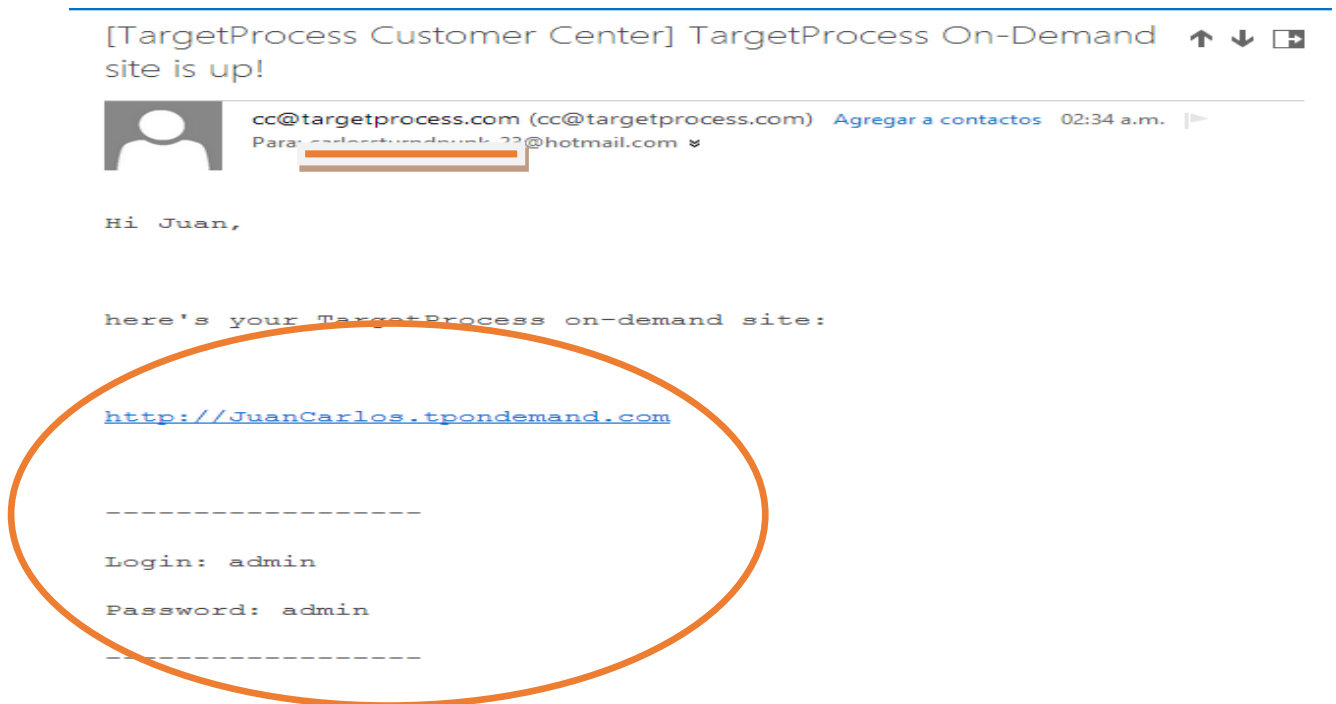 [TargetProcess Customer Center] TargetProcess On-Demand
site is up!
cc@targetprocess.com (cc@targetprocess.com) Agregar a contactos 02:34 a.m.
Para: @hotmail.com
Hi Juan,
here's your TargetProcess on-demand site:
http://JuanCarlos.tpondemand.com
------------------
Login: admin
Password: admin
------------------